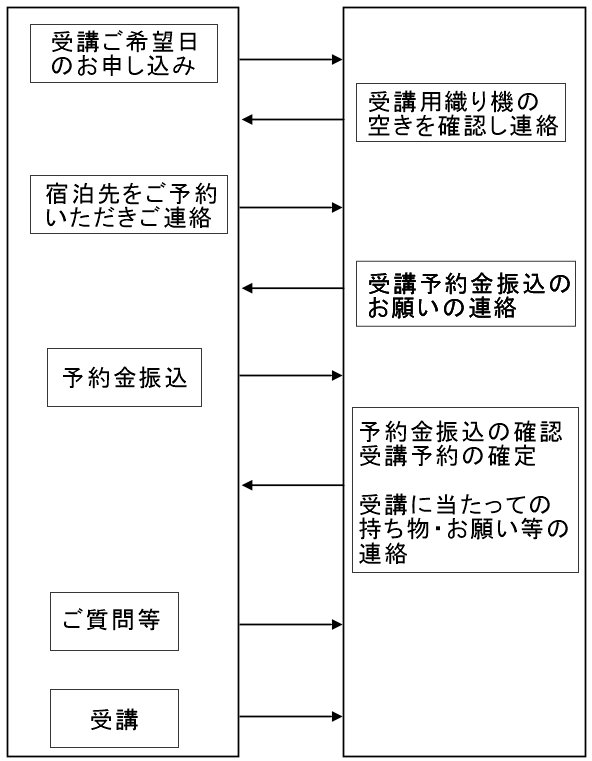 受講ご希望日
のお申し込み
受講用織り機の
空きを確認し連絡
宿泊先をご予約
いただきご連絡
受講予約金振込の
お願いの連絡
予約金振込
予約金振込の確認
受講予約の確定
受講に当たっての
持ち物・お願い等の
連絡
ご質問等
受講